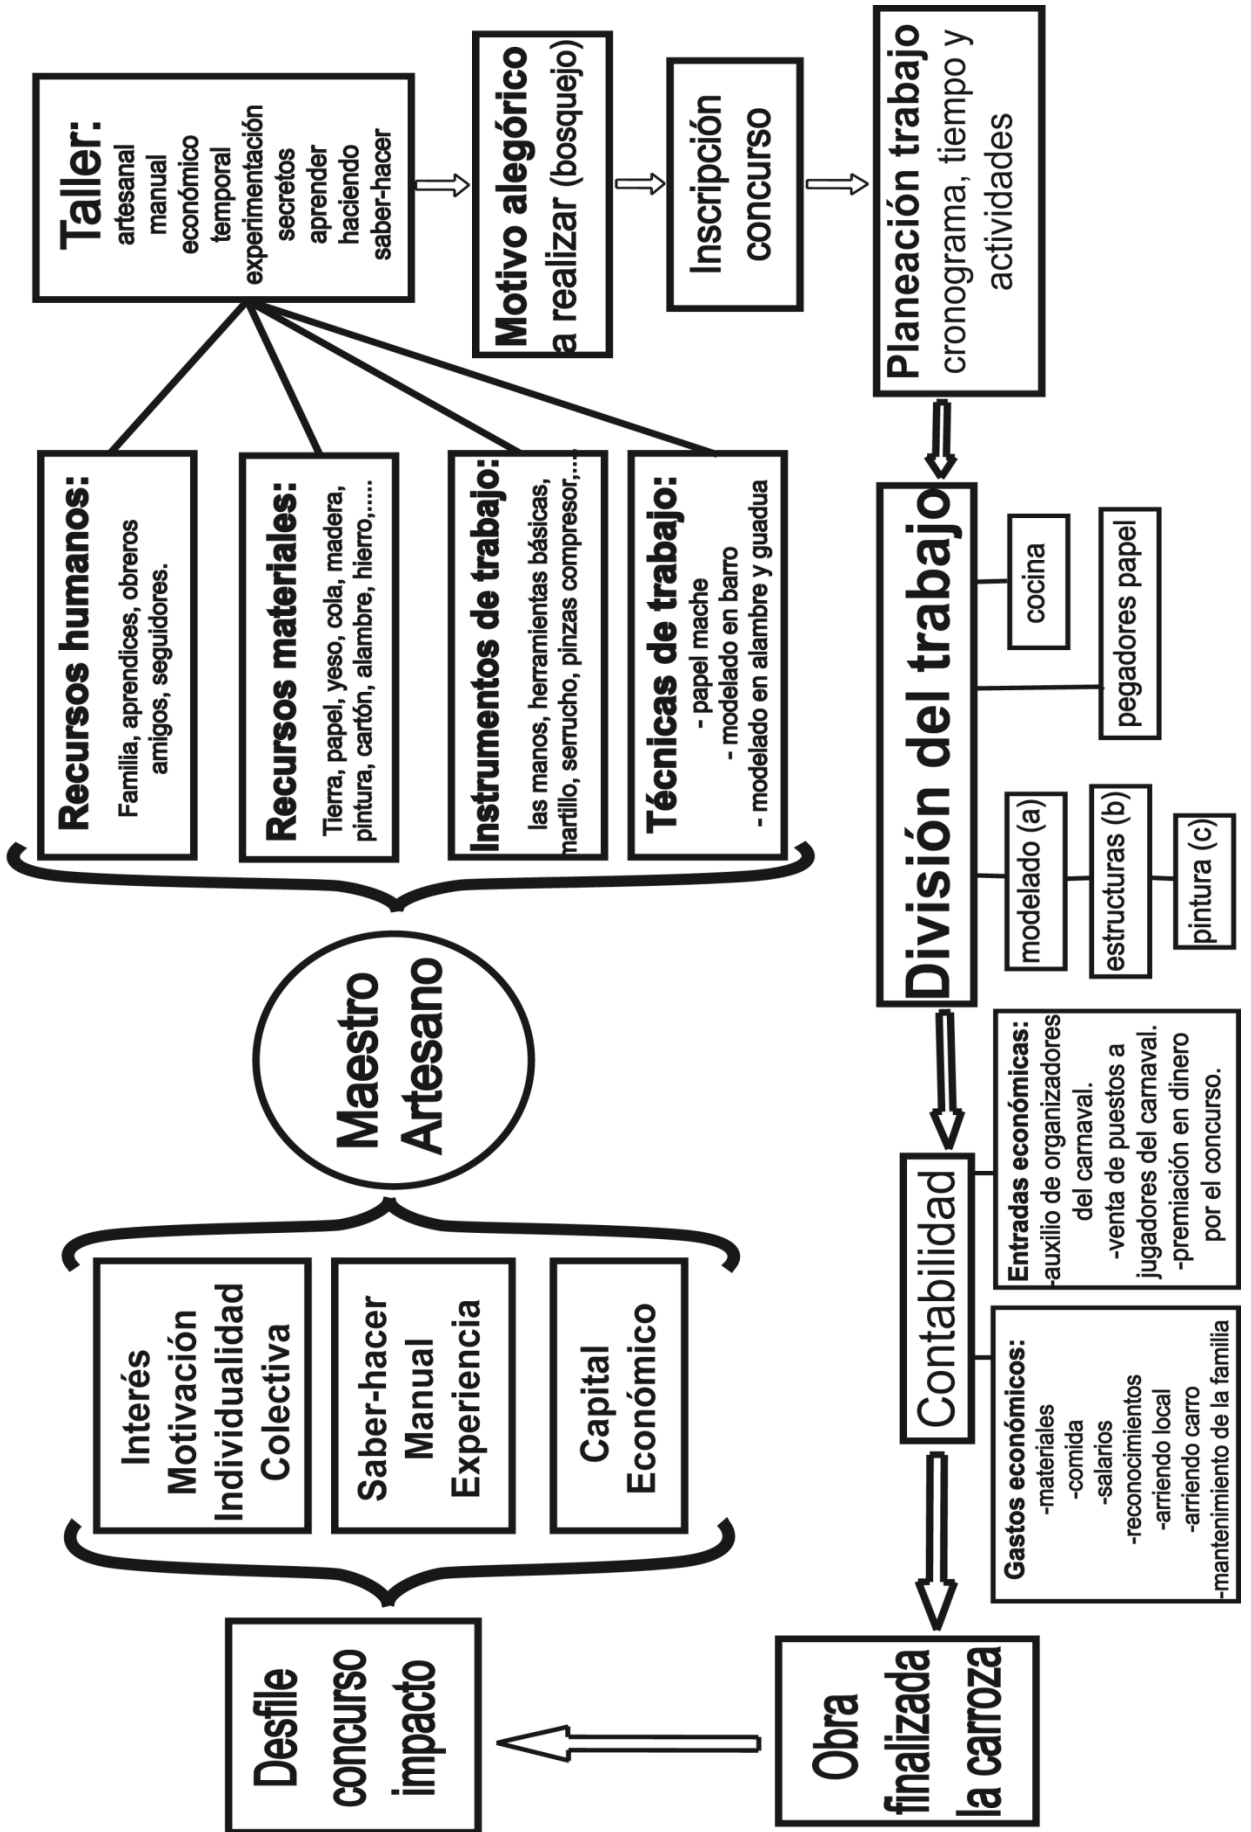 Desfile
concurso
impacto
Interés
Motivación
Individualidad
Colectiva
Saber-hacer
Manual
Experiencia
Capital
Económico
Maestro
Artesano
Recursos humanos:
Familia, aprendices, obreros
amigos, seguidores.
Recursos materiales:
Tierra, papel, yeso, cola, madera,
pintura, cartón, alambre, hierro,.....
Instrumentos de trabajo:
las manos, herramientas básicas,
martillo, serrucho, pinzas compresor,....
Técnicas de trabajo:
- papel mache
- modelado en barro
- modelado en alambre y guadua
Taller:
artesanal
manual
económico
temporal
experimentación
secretos
aprender
haciendo
saber-hacer
Motivo alegórico
a realizar (bosquejo)
Inscripción
concurso
Planeación trabajo
cronograma, tiempo y
actividades
División del trabajo
modelado (a)
estructuras (b)
pintura (c)
cocina
pegadores papel
Contabilidad
Entradas económicas:
-auxilio de organizadores
del carnaval.
-venta de puestos a
jugadores del carnaval.
-premiación en dinero
por el concurso.
Gastos económicos:
-materiales
-comida
-salarios
-reconocimientos
-arriendo local
-arriendo carro
-mantenimiento de la familia
Obra
finalizada
la carroza